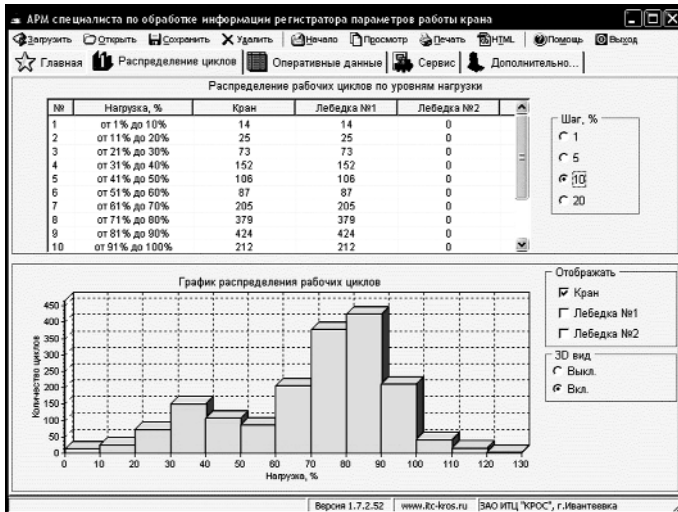 АРМ специалиста по обработке информации регистратора параметров работы крана
Загрузить Открыть Сохранить Удалить Начало Просмотр Печать HTML Помощь Выход
Главная Распределение циклов Оперативные данные Сервис Дополнительно...
Распределение рабочих циклов по уровням нагрузки
№ Нагрузка, % Кран Лебедка №1 Лебедка №2
1 от 1% до 10% 14 14 0
2 от 11% до 20% 25 25 0
3 от 21% до 30% 73 73 0
4 от 31% до 40% 152 152 0
5 от 41% до 50% 106 106 0
6 от 51% до 60% 87 87 0
7 от 61% до 70% 205 205 0
8 от 71% до 80% 379 379 0
9 от 81% до 90% 424 424 0
10 от 91% до 100% 212 212 0
Шаг, %
1
5
10
20
График распределения рабочих циклов
Количество циклов
450
400
350
300
250
200
150
100
50
0
0 10 20 30 40 50 60 70 80 90 100 110 120 130
Нагрузка, %
Отображать
Кран
Лебедка №1
Лебедка №2
3D вид
Выкл.
Вкл.
Версия 1.7.2.52 www.itc-kros.ru ЗАО ИТЦ "КРОС", г.Ивантеевка